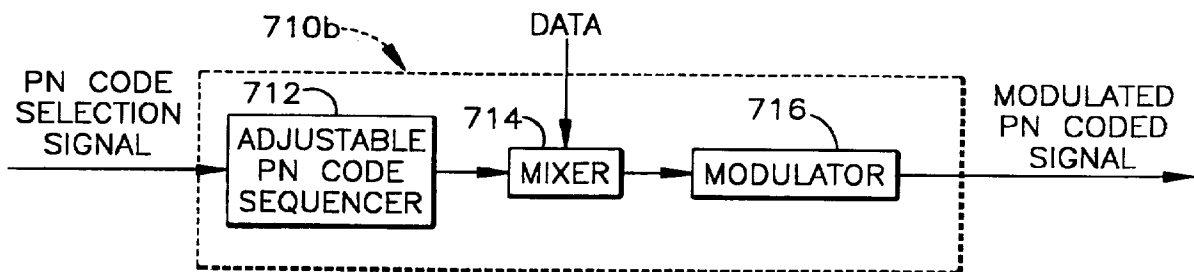 710b
DATA
PN CODE
SELECTION
SIGNAL
712
ADJUSTABLE
PN CODE
SEQUENCER
714
MIXER
716
MODULATOR
MODULATED
PN CODED
SIGNAL